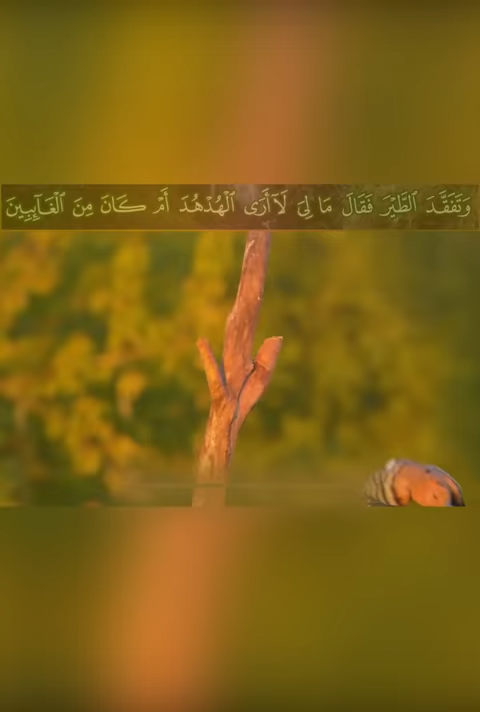 وَتَفَقَّدَ ٱلطَّيْرَ فَقَالَ مَا لِيَ لَآ أَرَى ٱلْهُدْهُدَ أَمْ كَانَ مِنَ ٱلْغَآئِبِينَ